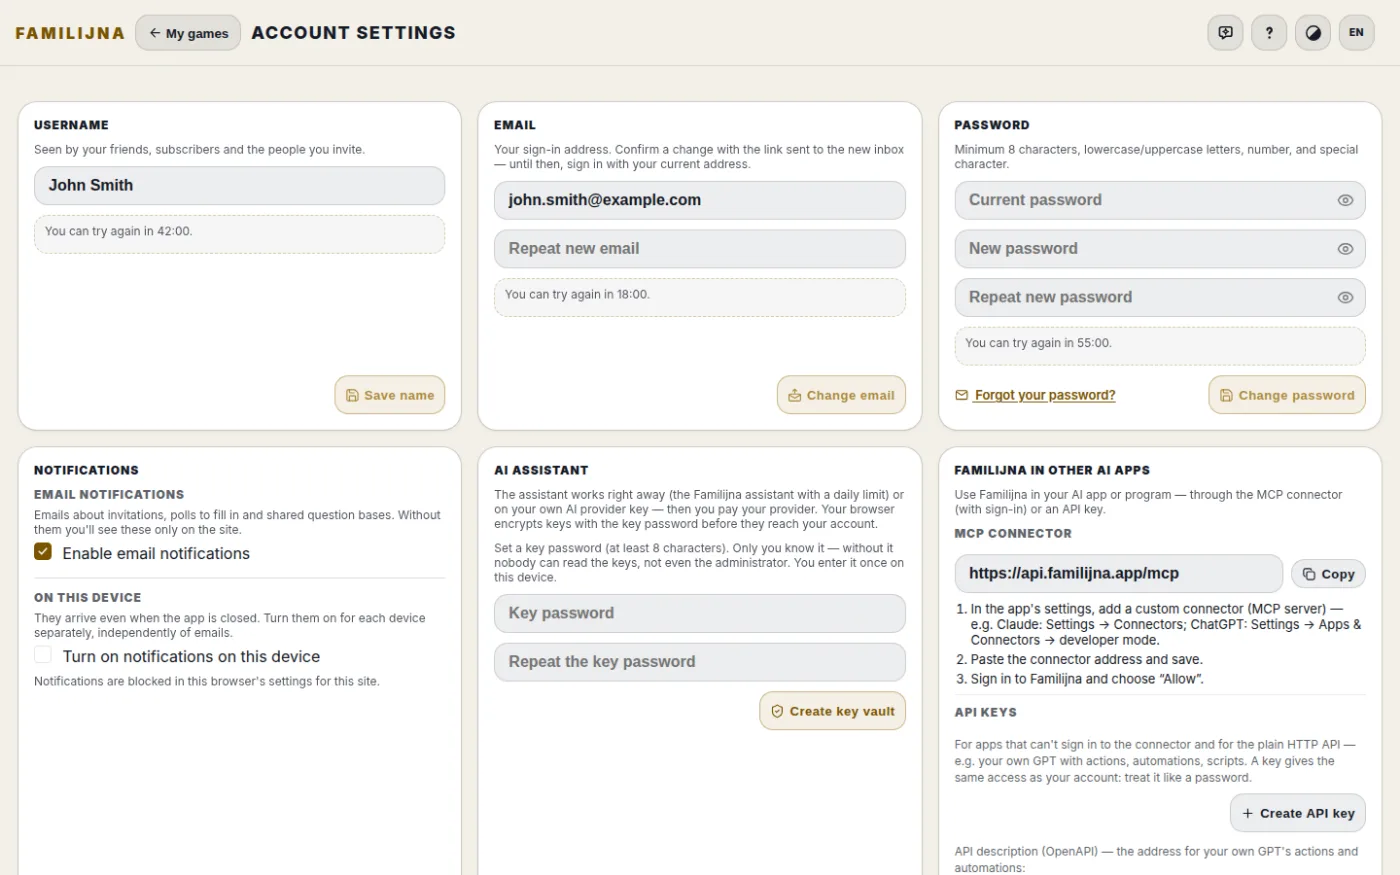 FAMILIJNA
← My games
ACCOUNT SETTINGS
?
EN
USERNAME
Seen by your friends, subscribers and the people you invite.
John Smith
You can try again in 42:00.
Save name
EMAIL
Your sign-in address. Confirm a change with the link sent to the new inbox
— until then, sign in with your current address.
john.smith@example.com
Repeat new email
You can try again in 18:00.
Change email
PASSWORD
Minimum 8 characters, lowercase/uppercase letters, number, and special
character.
Current password
New password
Repeat new password
You can try again in 55:00.
Forgot your password?
Change password
NOTIFICATIONS
EMAIL NOTIFICATIONS
Emails about invitations, polls to fill in and shared question bases. Without
them you'll see these only on the site.
Enable email notifications
ON THIS DEVICE
They arrive even when the app is closed. Turn them on for each device
separately, independently of emails.
Turn on notifications on this device
Notifications are blocked in this browser's settings for this site.
AI ASSISTANT
The assistant works right away (the Familijna assistant with a daily limit) or
on your own AI provider key — then you pay your provider. Your browser
encrypts keys with the key password before they reach your account.
Set a key password (at least 8 characters). Only you know it — without it
nobody can read the keys, not even the administrator. You enter it once on
this device.
Key password
Repeat the key password
Create key vault
FAMILIJNA IN OTHER AI APPS
Use Familijna in your AI app or program — through the MCP connector
(with sign-in) or an API key.
MCP CONNECTOR
https://api.familijna.app/mcp
Copy
1. In the app's settings, add a custom connector (MCP server) —
e.g. Claude: Settings → Connectors; ChatGPT: Settings → Apps &
Connectors → developer mode.
2. Paste the connector address and save.
3. Sign in to Familijna and choose “Allow”.
API KEYS
For apps that can't sign in to the connector and for the plain HTTP API —
e.g. your own GPT with actions, automations, scripts. A key gives the
same access as your account: treat it like a password.
+ Create API key
API description (OpenAPI) — the address for your own GPT's actions and
automations: